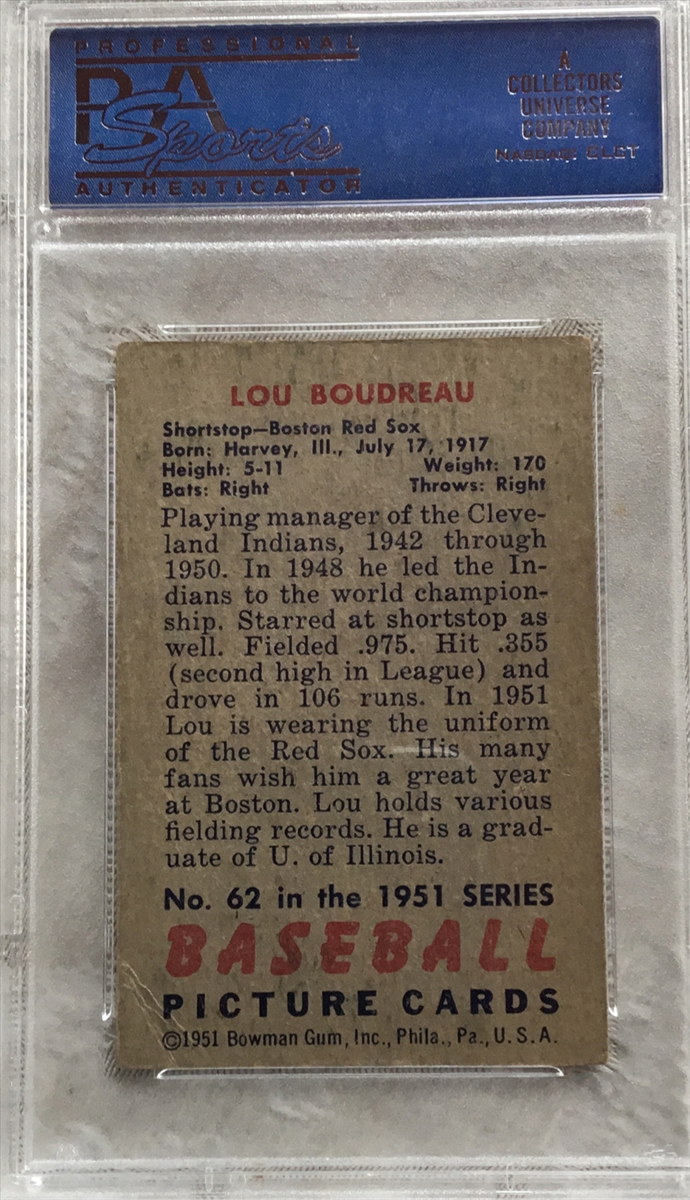 PROFESSIONAL
PSA
Sports
AUTHENTICATOR
A
COLLECTORS
UNIVERSE
COMPANY
NASDAQ: CLCT
LOU BOUDREAU
Shortstop—Boston Red Sox
Born: Harvey, Ill., July 17, 1917
Height: 5-11 Weight: 170
Bats: Right Throws: Right
Playing manager of the Cleve-
land Indians, 1942 through
1950. In 1948 he led the In-
dians to the world champion-
ship. Starred at shortstop as
well. Fielded .975. Hit .355
(second high in League) and
drove in 106 runs. In 1951
Lou is wearing the uniform
of the Red Sox. His many
fans wish him a great year
at Boston. Lou holds various
fielding records. He is a grad-
uate of U. of Illinois.
No. 62 in the 1951 SERIES
BASEBALL
PICTURE CARDS
©1951 Bowman Gum, Inc., Phila., Pa., U.S.A.